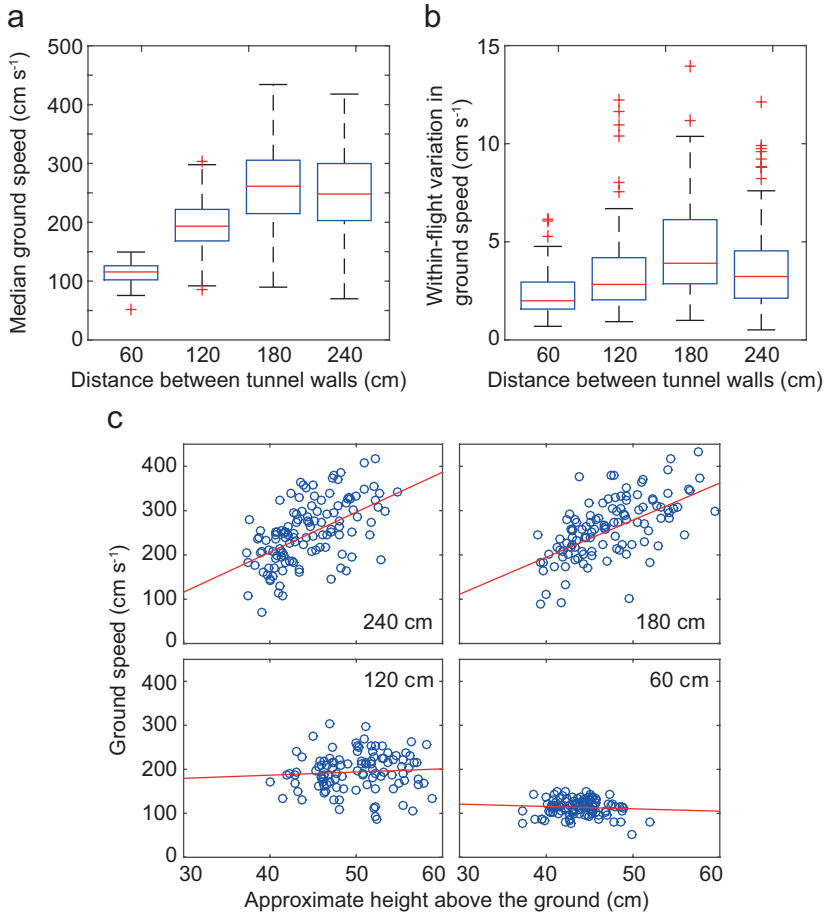 a
Median ground speed (cm s⁻¹)
500
400
300
200
100
0
60 120 180 240
Distance between tunnel walls (cm)
b
Within-flight variation in
ground speed (cm s⁻¹)
15
10
5
0
60 120 180 240
Distance between tunnel walls (cm)
c
Ground speed (cm s⁻¹)
400
300
200
100
0
240 cm
180 cm
400
300
200
100
0
120 cm
60 cm
30 40 50 60
30 40 50 60
Approximate height above the ground (cm)